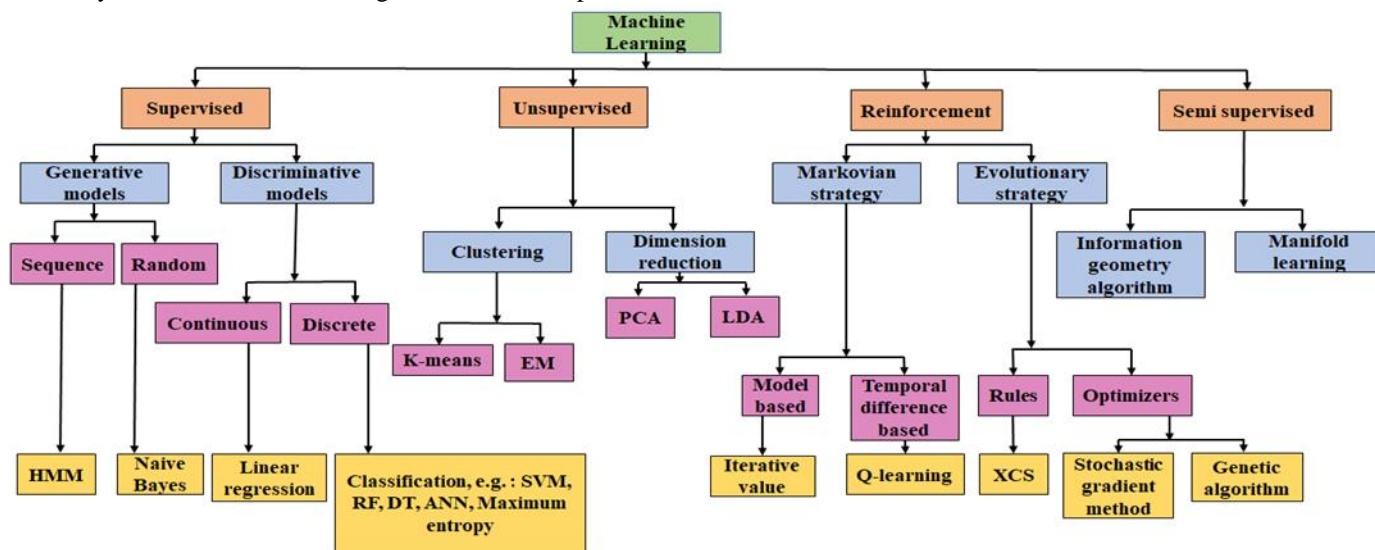 Machine
Learning
Supervised
Unsupervised
Reinforcement
Semi supervised
Generative
models
Discriminative
models
Markovian
strategy
Evolutionary
strategy
Clustering
Dimension
reduction
Information
geometry
algorithm
Manifold
learning
Sequence
Random
Continuous
Discrete
K-means
EM
PCA
LDA
Model
based
Temporal
difference
based
Rules
Optimizers
HMM
Naive
Bayes
Linear
regression
Classification, e.g. : SVM,
RF, DT, ANN, Maximum
entropy
Iterative
value
Q-learning
XCS
Stochastic
gradient
method
Genetic
algorithm